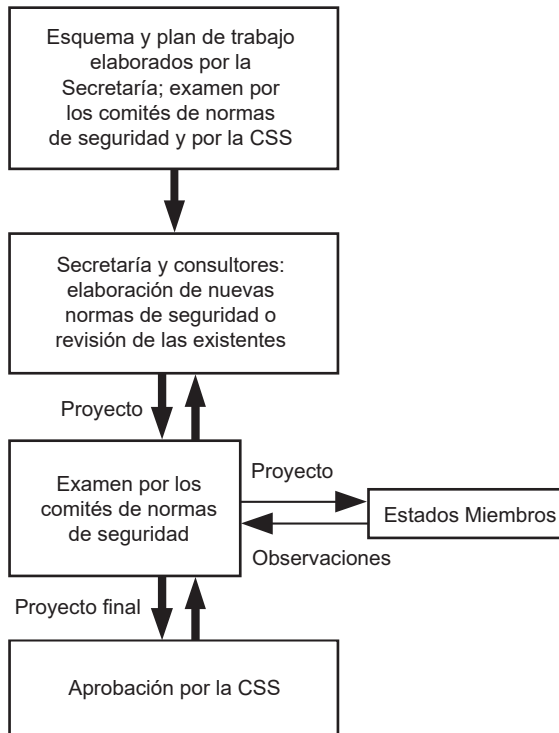 Esquema y plan de trabajo
elaborados por la
Secretaría; examen por
los comités de normas
de seguridad y por la CSS
Secretaría y consultores:
elaboración de nuevas
normas de seguridad o
revisión de las existentes
Proyecto
Examen por los
comités de normas
de seguridad
Proyecto
Estados Miembros
Observaciones
Proyecto final
Aprobación por la CSS